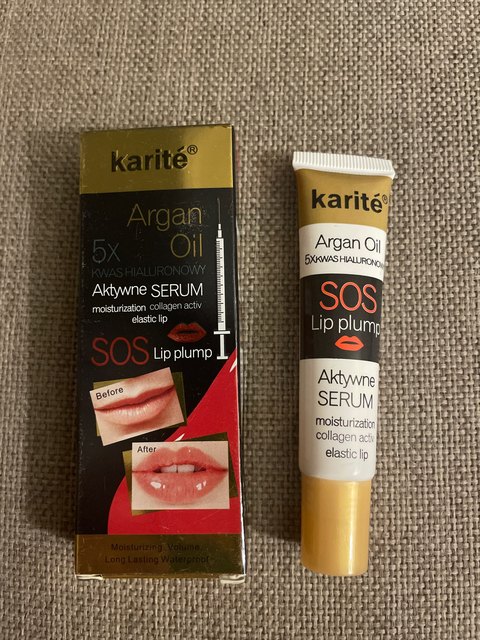 karité®
Argan
Oil
5x
KWAS HIALURONOWY
Aktywne SERUM
moisturization collagen activ
elastic lip
SOS Lip plump
Before
After
Moisturizing. Volume.
Long Lasting Waterproof
karité®
Argan Oil
5XKWAS HIALURONOWY
SOS
Lip plump
Aktywne
SERUM
moisturization
collagen activ
elastic lip